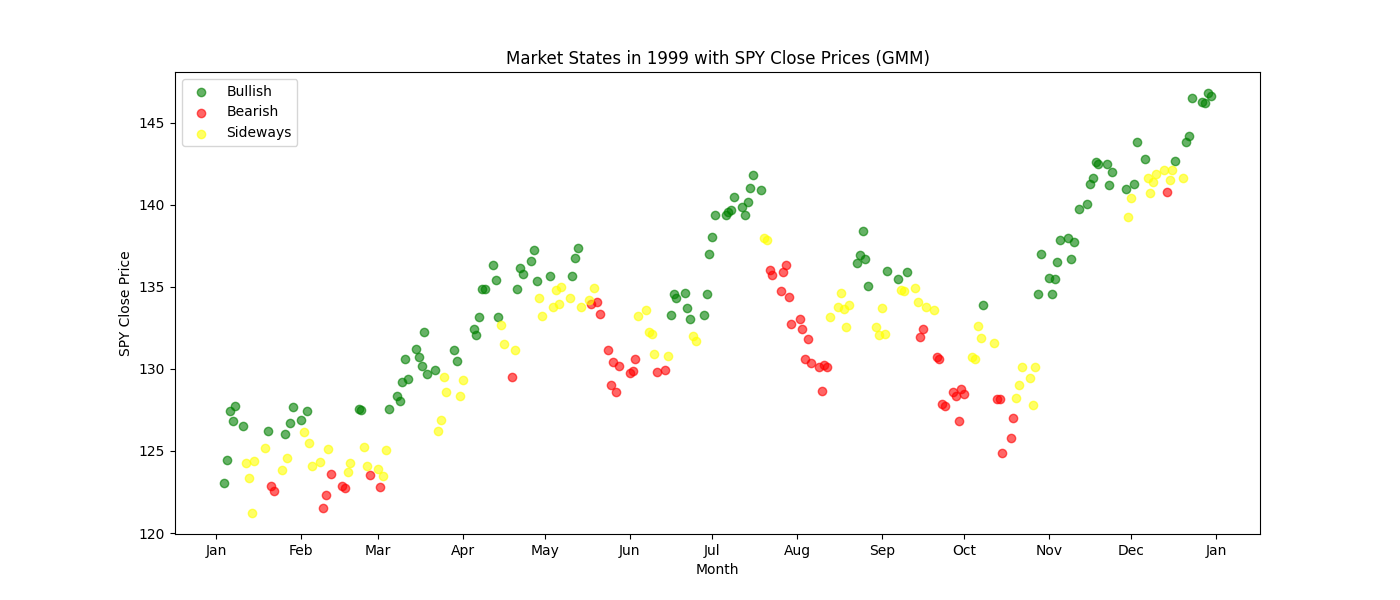 Market States in 1999 with SPY Close Prices (GMM)
Bullish
Bearish
Sideways
SPY Close Price
145
140
135
130
125
120
Jan Feb Mar Apr May Jun Jul Aug Sep Oct Nov Dec Jan
Month